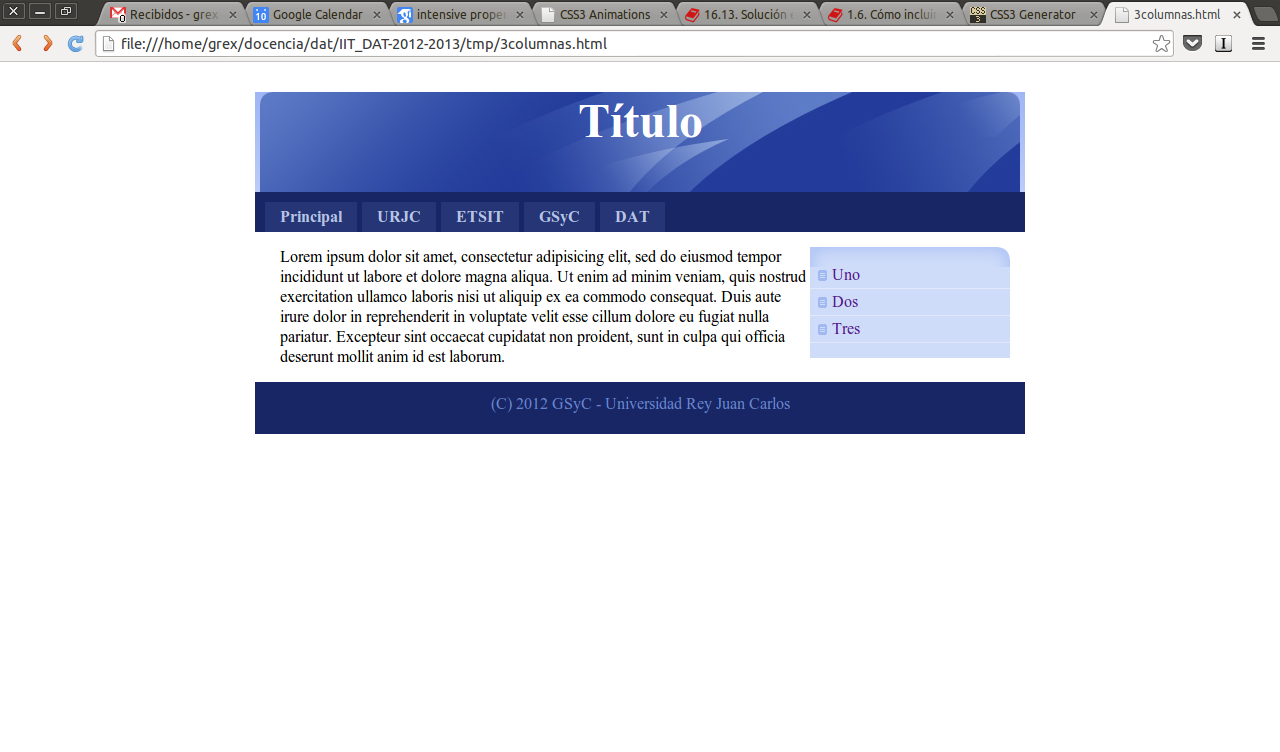 Recibidos - grex
Google Calendar
intensive proper
CSS3 Animations
16.13. Solución
1.6. Cómo incluir
CSS3 Generator
3columnas.html
file:///home/grex/docencia/dat/IIT_DAT-2012-2013/tmp/3columnas.html
Título
Principal URJC ETSIT GSyC DAT
Lorem ipsum dolor sit amet, consectetur adipisicing elit, sed do eiusmod tempor
incididunt ut labore et dolore magna aliqua. Ut enim ad minim veniam, quis nostrud
exercitation ullamco laboris nisi ut aliquip ex ea commodo consequat. Duis aute
irure dolor in reprehenderit in voluptate velit esse cillum dolore eu fugiat nulla
pariatur. Excepteur sint occaecat cupidatat non proident, sunt in culpa qui officia
deserunt mollit anim id est laborum.
Uno
Dos
Tres
(C) 2012 GSyC - Universidad Rey Juan Carlos